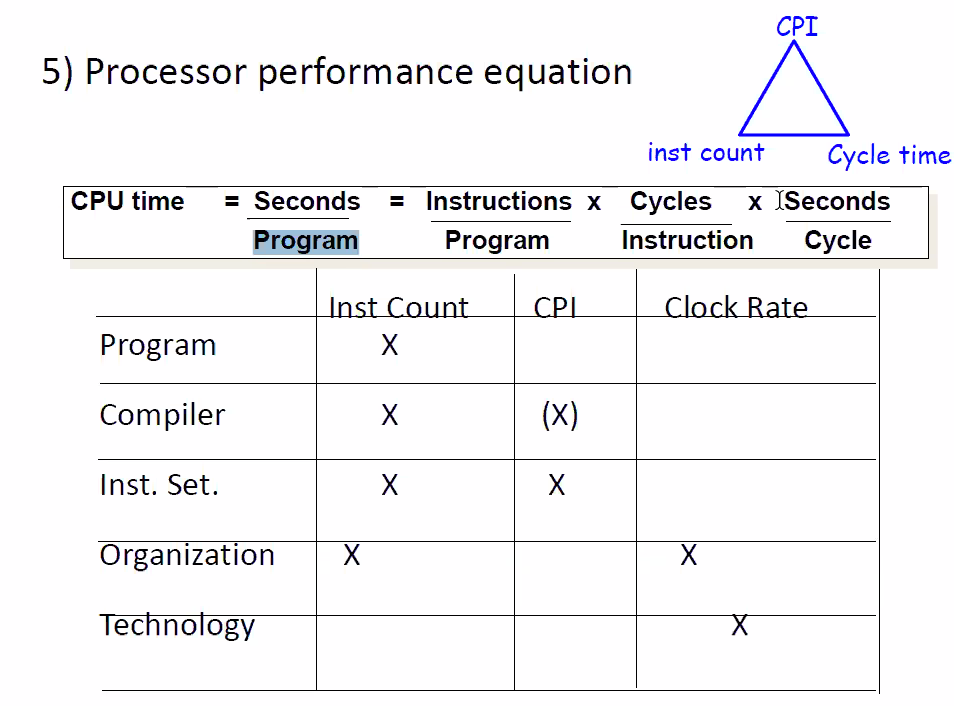 CPI
5) Processor performance equation
inst count Cycle time
CPU time = Seconds = Instructions x Cycles x Seconds
Program Program Instruction Cycle
Inst Count CPI Clock Rate
Program X
Compiler X (X)
Inst. Set. X X
Organization X X
Technology X